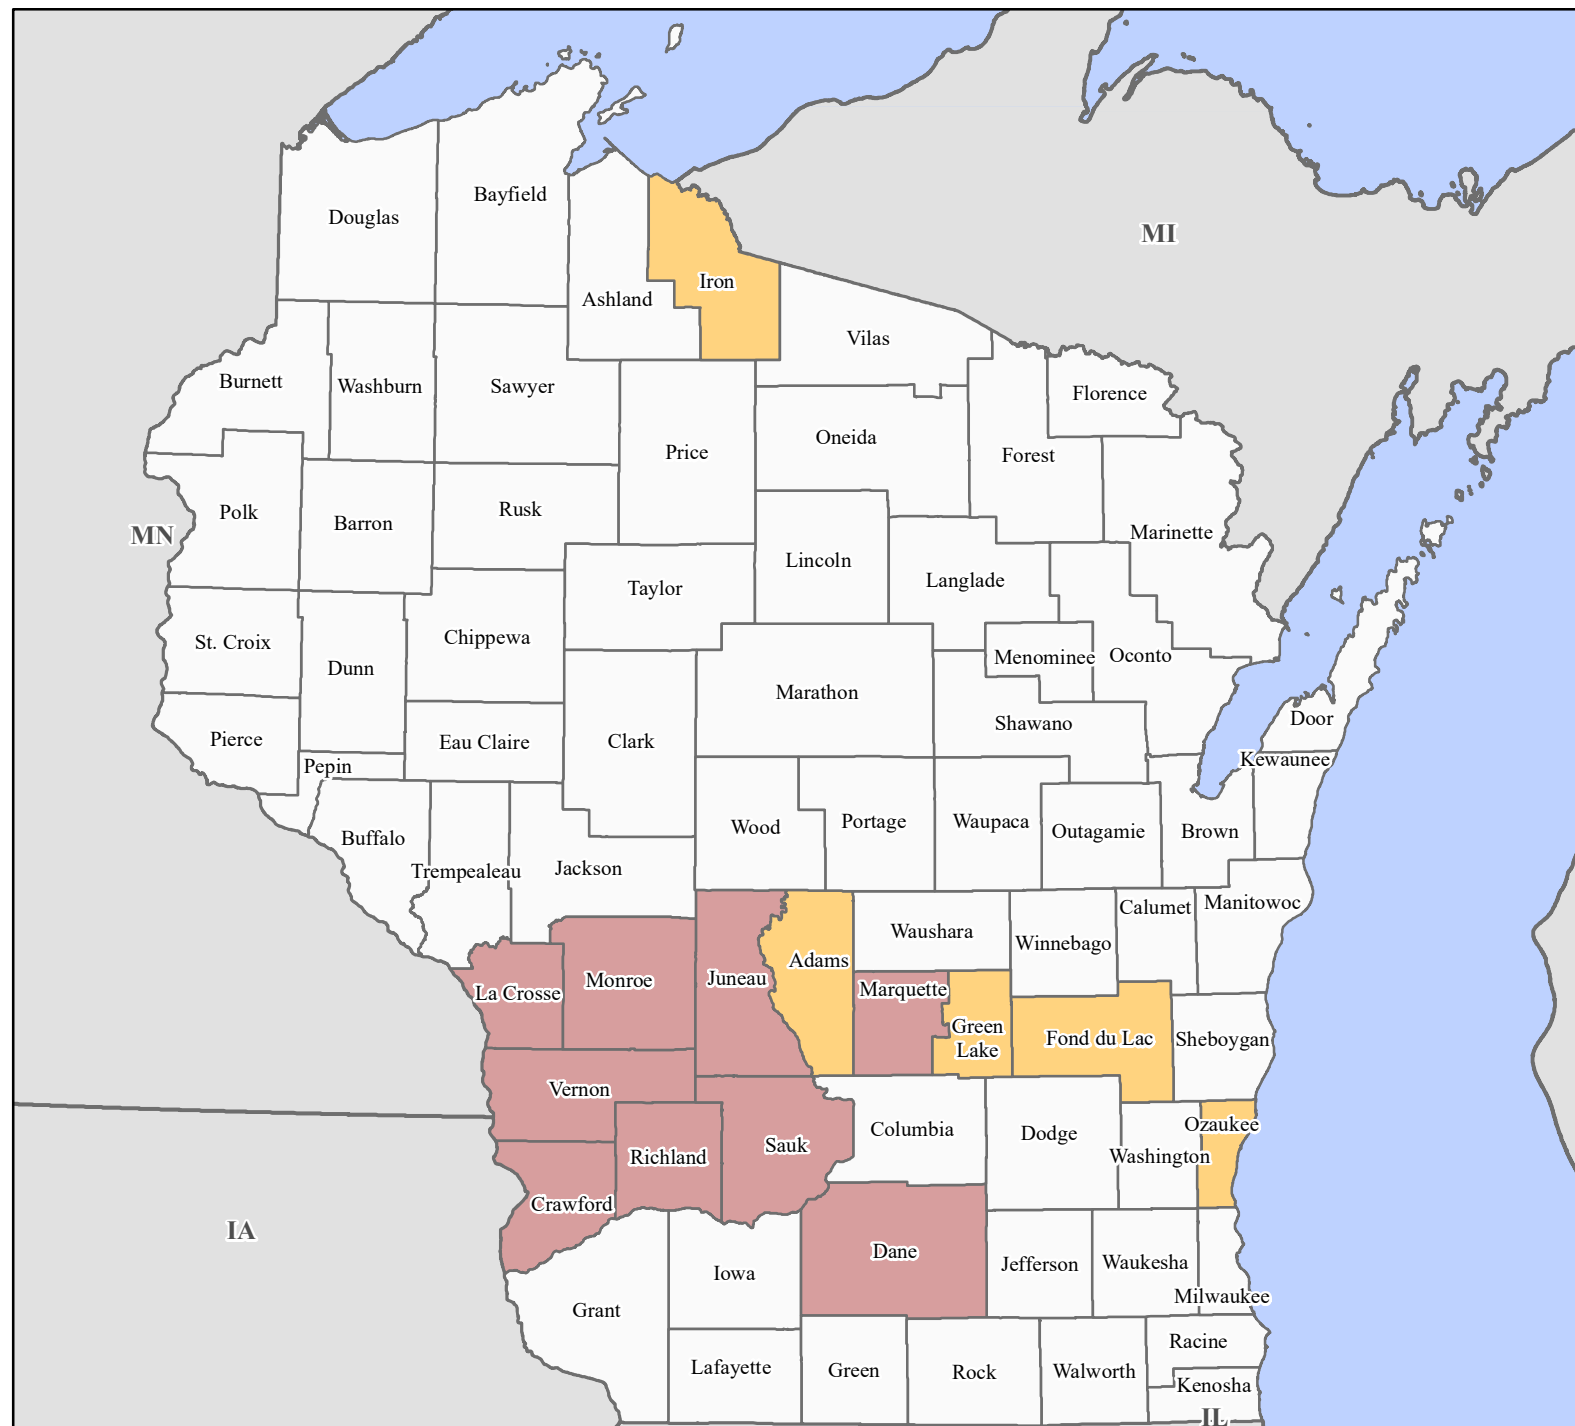 Bayfield
Douglas
MI
Iron
Ashland
Vilas
Burnett
Washburn
Sawyer
Florence
Oneida
Price
Forest
Polk
Rusk
Barron
MN
Marinette
Lincoln
Langlade
Taylor
Chippewa
St. Croix
Menominee
Oconto
Dunn
Marathon
Door
Shawano
Pierce
Eau Claire
Clark
Kewaunee
Pepin
Wood
Portage
Waupaca
Outagamie
Brown
Buffalo
Trempealeau
Jackson
Manitowoc
Calumet
Waushara
Winnebago
Adams
Juneau
Monroe
Marquette
La Crosse
Green
Lake
Fond du Lac
Sheboygan
Vernon
Ozaukee
Columbia
Dodge
Sauk
Richland
Washington
Crawford
IA
Dane
Jefferson
Waukesha
Iowa
Milwaukee
Grant
Racine
Lafayette
Green
Rock
Walworth
Kenosha
IL